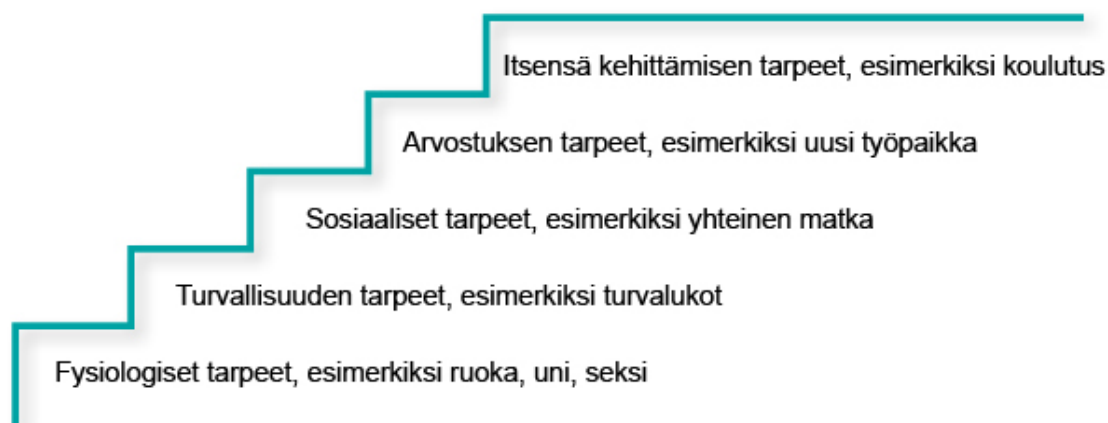 Itsensä kehittämisen tarpeet, esimerkiksi koulutus
Arvostuksen tarpeet, esimerkiksi uusi työpaikka
Sosiaaliset tarpeet, esimerkiksi yhteinen matka
Turvallisuuden tarpeet, esimerkiksi turvalukot
Fysiologiset tarpeet, esimerkiksi ruoka, uni, seksi